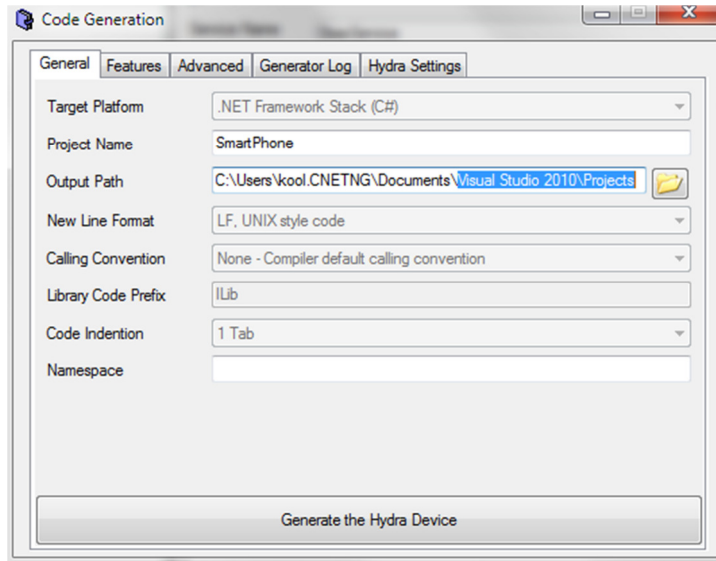 Code Generation
General Features Advanced Generator Log Hydra Settings
Target Platform .NET Framework Stack (C#)
Project Name SmartPhone
Output Path C:\Users\kool.CNETNG\Documents\Visual Studio 2010\Projects
New Line Format LF, UNIX style code
Calling Convention None - Compiler default calling convention
Library Code Prefix ILib
Code Indention 1 Tab
Namespace
Generate the Hydra Device